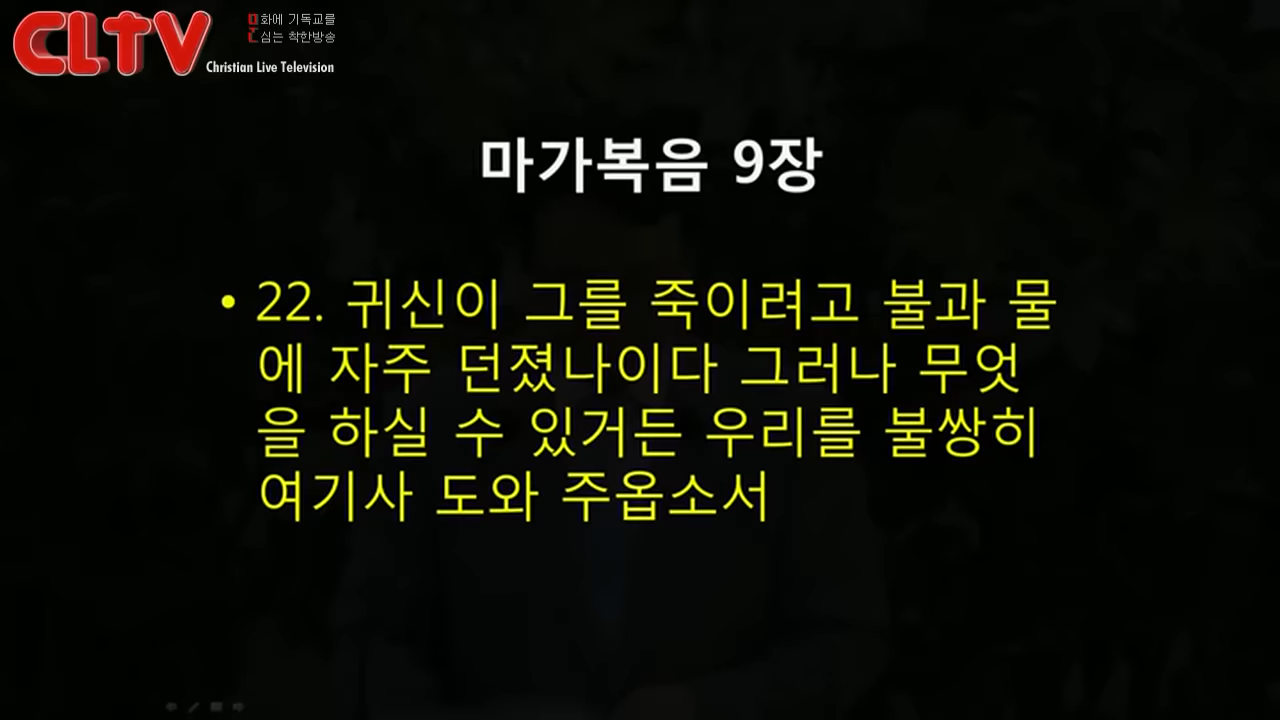 CLTV
문화에 기독교를
심는 착한방송
Christian Live Television
마가복음 9장
• 22. 귀신이 그를 죽이려고 불과 물
에 자주 던졌나이다 그러나 무엇
을 하실 수 있거든 우리를 불쌍히
여기사 도와 주옵소서